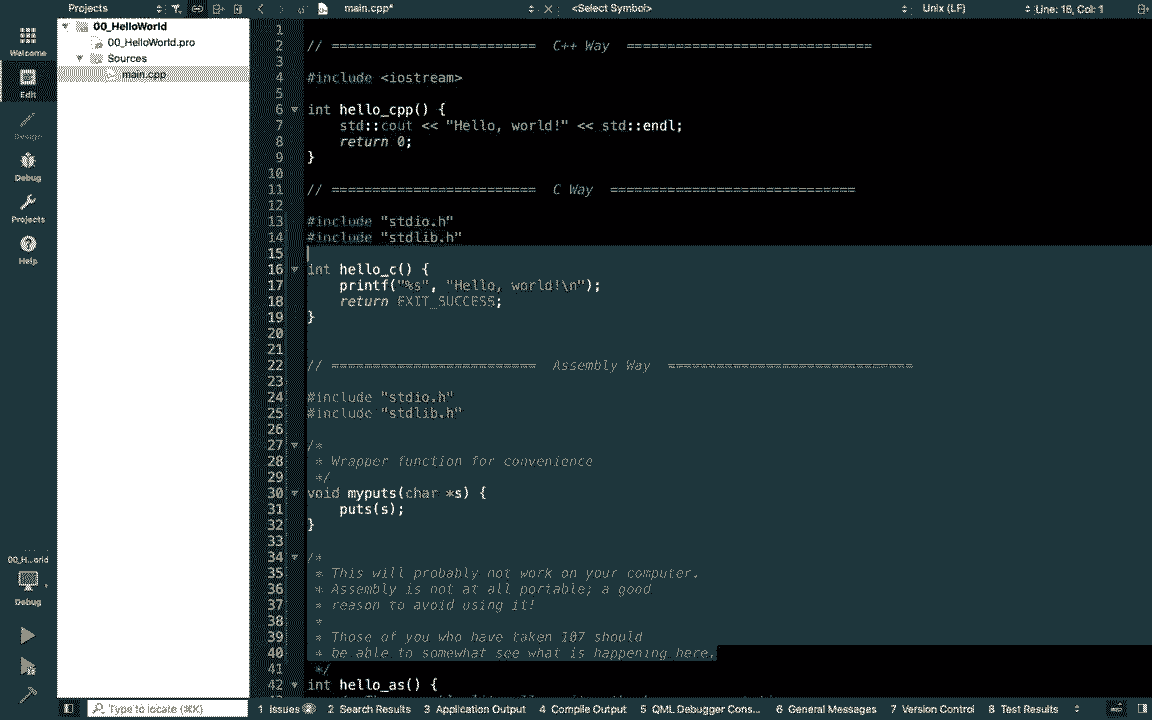 Projects
main.cpp*
<Select Symbol>
Unix (LF)
Line: 16, Col: 1
Welcome
Edit
Design
Debug
Projects
Help
00_HelloWorld
00_HelloWorld.pro
Sources
main.cpp
1
2 // ========================= C++ Way ==============================
3
4 #include <iostream>
5
6 int hello_cpp() {
7 std::cout << "Hello, world!" << std::endl;
8 return 0;
9 }
10
11 // ========================= C Way ==============================
12
13 #include "stdio.h"
14 #include "stdlib.h"
15
16 int hello_c() {
17 printf("%s", "Hello, world!\n");
18 return EXIT_SUCCESS;
19 }
20
21
22 // ========================= Assembly Way ==============================
23
24 #include "stdio.h"
25 #include "stdlib.h"
26
27 /*
28 * Wrapper function for convenience
29 */
30 void myputs(char *s) {
31 puts(s);
32 }
33
34 /*
35 * This will probably not work on your computer.
36 * Assembly is not at all portable; a good
37 * reason to avoid using it!
38 *
39 * Those of you who have taken 107 should
40 * be able to somewhat see what is happening here.
41 */
42 int hello_as() {
00_H...orld
Debug
Type to locate (⌘K)
1 Issues 2
2 Search Results
3 Application Output
4 Compile Output
5 QML Debugger Cons...
6 General Messages
7 Version Control
8 Test Results